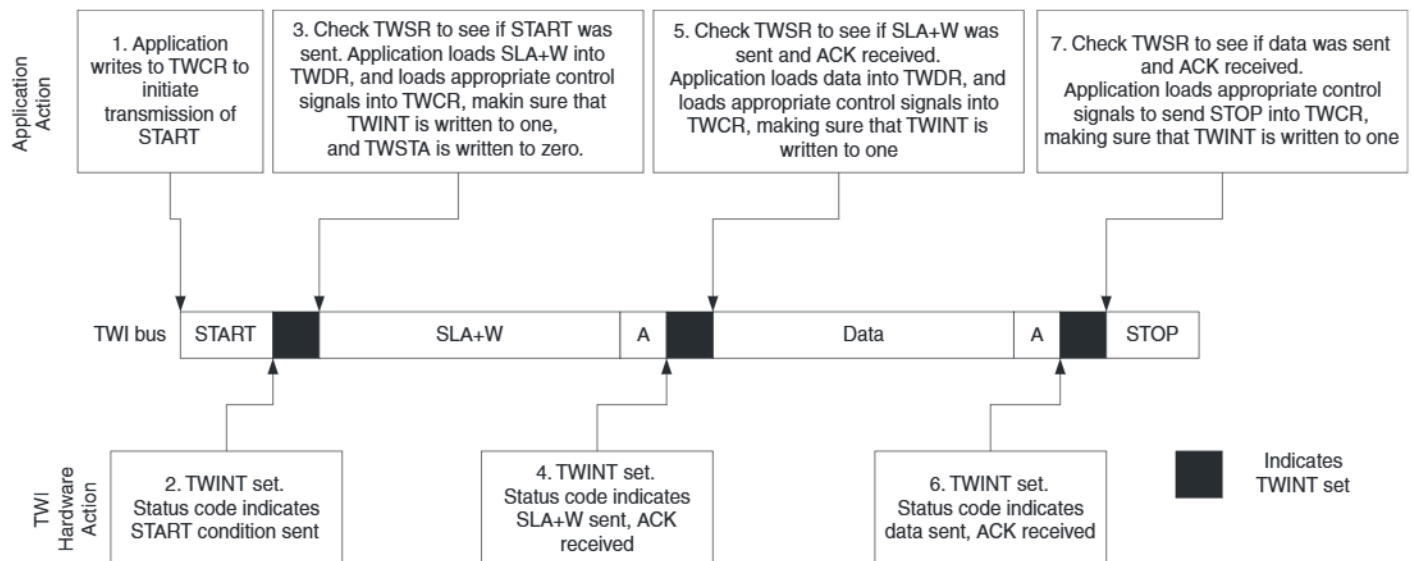 Application
Action
1. Application
writes to TWCR to
initiate
transmission of
START
3. Check TWSR to see if START was
sent. Application loads SLA+W into
TWDR, and loads appropriate control
signals into TWCR, makin sure that
TWINT is written to one,
and TWSTA is written to zero.
5. Check TWSR to see if SLA+W was
sent and ACK received.
Application loads data into TWDR, and
loads appropriate control signals into
TWCR, making sure that TWINT is
written to one
7. Check TWSR to see if data was sent
and ACK received.
Application loads appropriate control
signals to send STOP into TWCR,
making sure that TWINT is written to one
TWI bus
START
SLA+W
A
Data
A
STOP
TWI
Hardware
Action
2. TWINT set.
Status code indicates
START condition sent
4. TWINT set.
Status code indicates
SLA+W sent, ACK
received
6. TWINT set.
Status code indicates
data sent, ACK received
Indicates
TWINT set